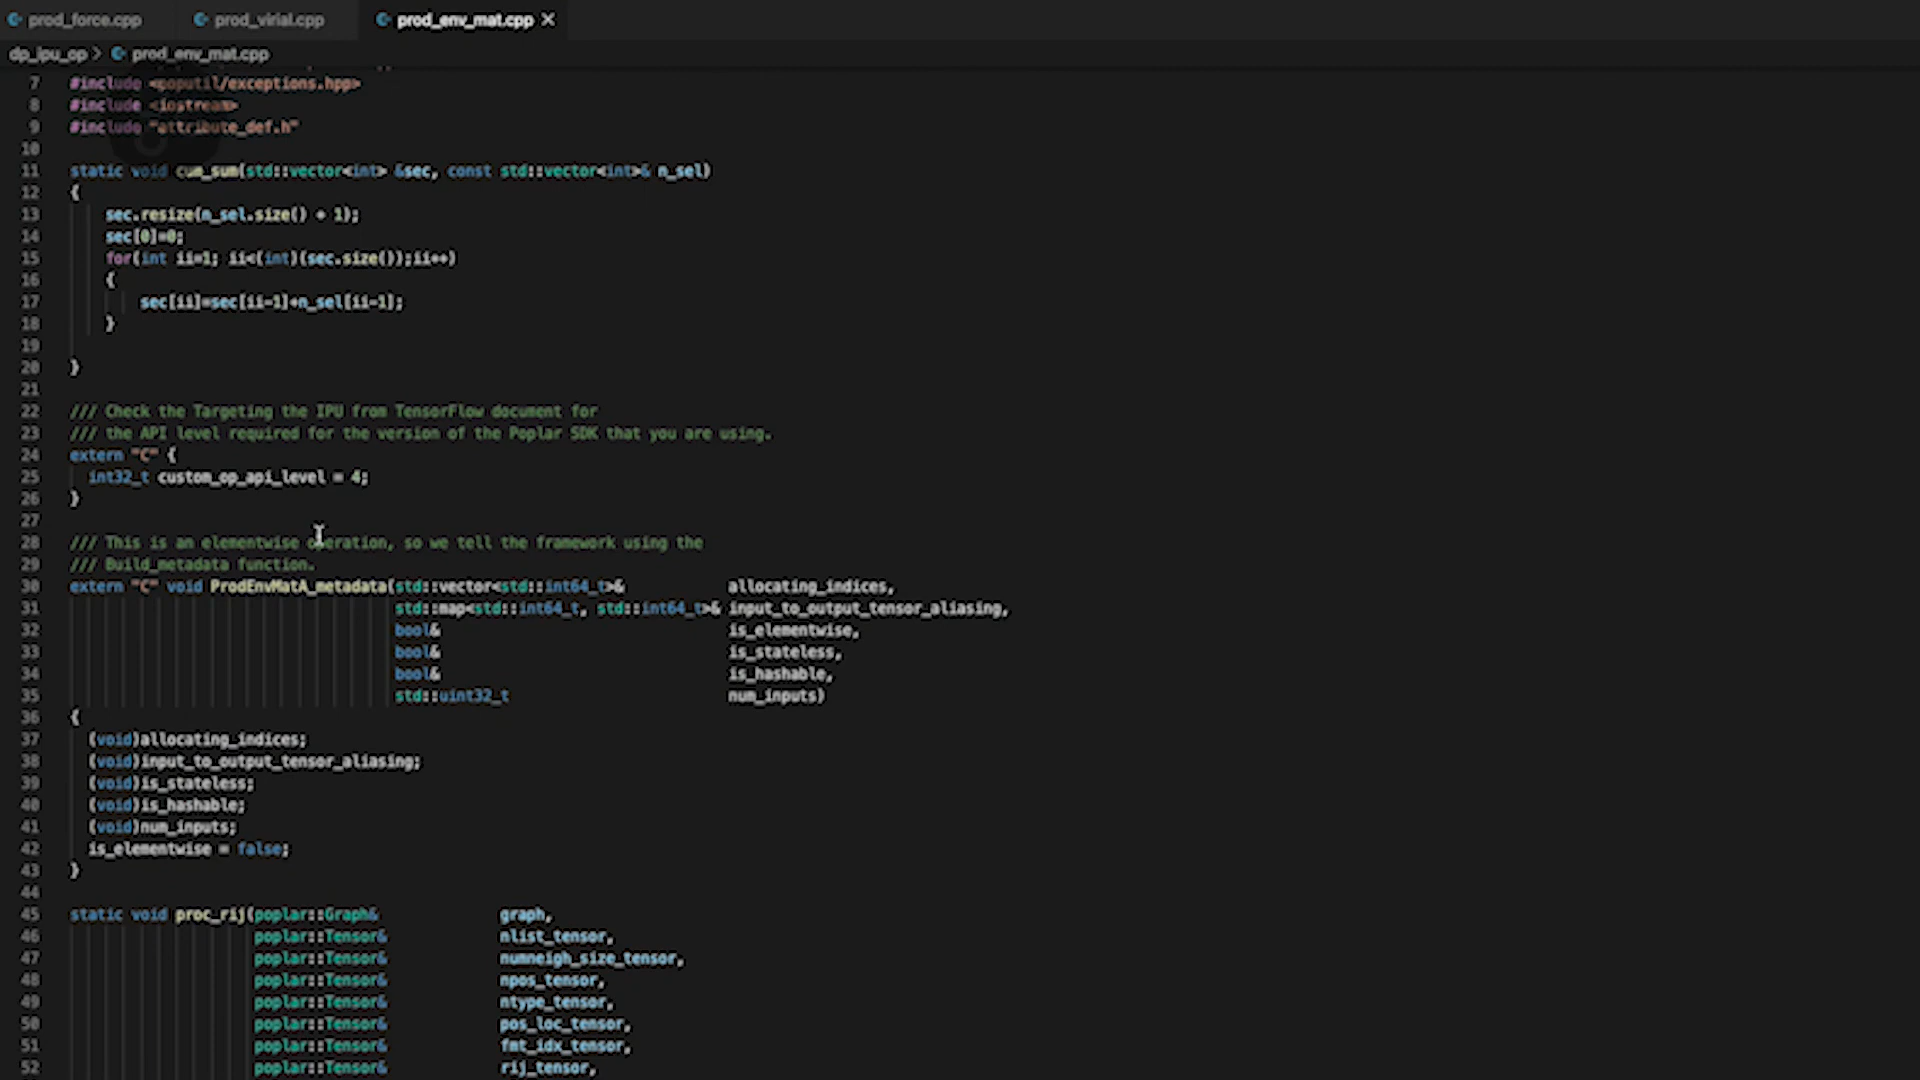 prod_force.cpp prod_virial.cpp prod_env_mat.cpp ×
dp_ipu_op > prod_env_mat.cpp
7 #include <poputil/exceptions.hpp>
8 #include <iostream>
9 #include "attribute_def.h"
10
11 static void cum_sum(std::vector<int> &sec, const std::vector<int>& n_sel)
12 {
13 sec.resize(n_sel.size() + 1);
14 sec[0]=0;
15 for(int ii=1; ii<(int)(sec.size());ii++)
16 {
17 sec[ii]=sec[ii-1]+n_sel[ii-1];
18 }
19
20 }
21
22 /// Check the Targeting the IPU from TensorFlow document for
23 /// the API level required for the version of the Poplar SDK that you are using.
24 extern "C" {
25 int32_t custom_op_api_level = 4;
26 }
27
28 /// This is an elementwise operation, so we tell the framework using the
29 /// Build_metadata function.
30 extern "C" void ProdEnvMatA_metadata(std::vector<std::int64_t>& allocating_indices,
31 std::map<std::int64_t, std::int64_t>& input_to_output_tensor_aliasing,
32 bool& is_elementwise,
33 bool& is_stateless,
34 bool& is_hashable,
35 std::uint32_t num_inputs)
36 {
37 (void)allocating_indices;
38 (void)input_to_output_tensor_aliasing;
39 (void)is_stateless;
40 (void)is_hashable;
41 (void)num_inputs;
42 is_elementwise = false;
43 }
44
45 static void proc_rij(poplar::Graph& graph,
46 poplar::Tensor& nlist_tensor,
47 poplar::Tensor& numneigh_size_tensor,
48 poplar::Tensor& npos_tensor,
49 poplar::Tensor& ntype_tensor,
50 poplar::Tensor& pos_loc_tensor,
51 poplar::Tensor& fmt_idx_tensor,
52 poplar::Tensor& rij_tensor,